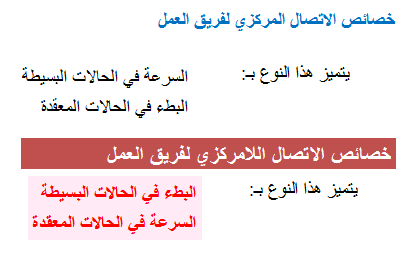 خصائص الاتصال المركزي لفريق العمل
يتميز هذا النوع بـ: السرعة في الحالات البسيطة
البطء في الحالات المعقدة
خصائص الاتصال اللامركزي لفريق العمل
يتميز هذا النوع بـ: البطء في الحالات البسيطة
السرعة في الحالات المعقدة